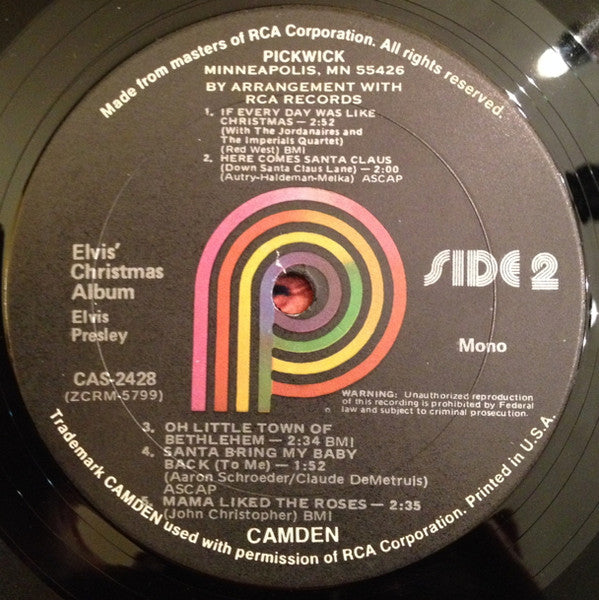 Made from masters of RCA Corporation. All rights reserved.
PICKWICK
MINNEAPOLIS, MN 55426
BY ARRANGEMENT WITH
RCA RECORDS
1. IF EVERY DAY WAS LIKE
CHRISTMAS — 2:52
(With The Jordanaires and
The Imperials Quartet)
(Red West) BMI
2. HERE COMES SANTA CLAUS
(Down Santa Claus Lane) — 2:00
(Autry-Haldeman-Melka) ASCAP
Elvis'
Christmas
Album
Elvis
Presley
SIDE 2
Mono
CAS-2428
(ZCRM-5799)
WARNING: Unauthorized reproduction
of this recording is prohibited by Federal
law and subject to criminal prosecution.
3. OH LITTLE TOWN OF
BETHLEHEM — 2:34 BMI
4. SANTA BRING MY BABY
BACK (To Me) — 1:52
(Aaron Schroeder/Claude DeMetruis)
ASCAP
5. MAMA LIKED THE ROSES — 2:35
(John Christopher) BMI
CAMDEN
Trademark CAMDEN used with permission of RCA Corporation. Printed in U.S.A.